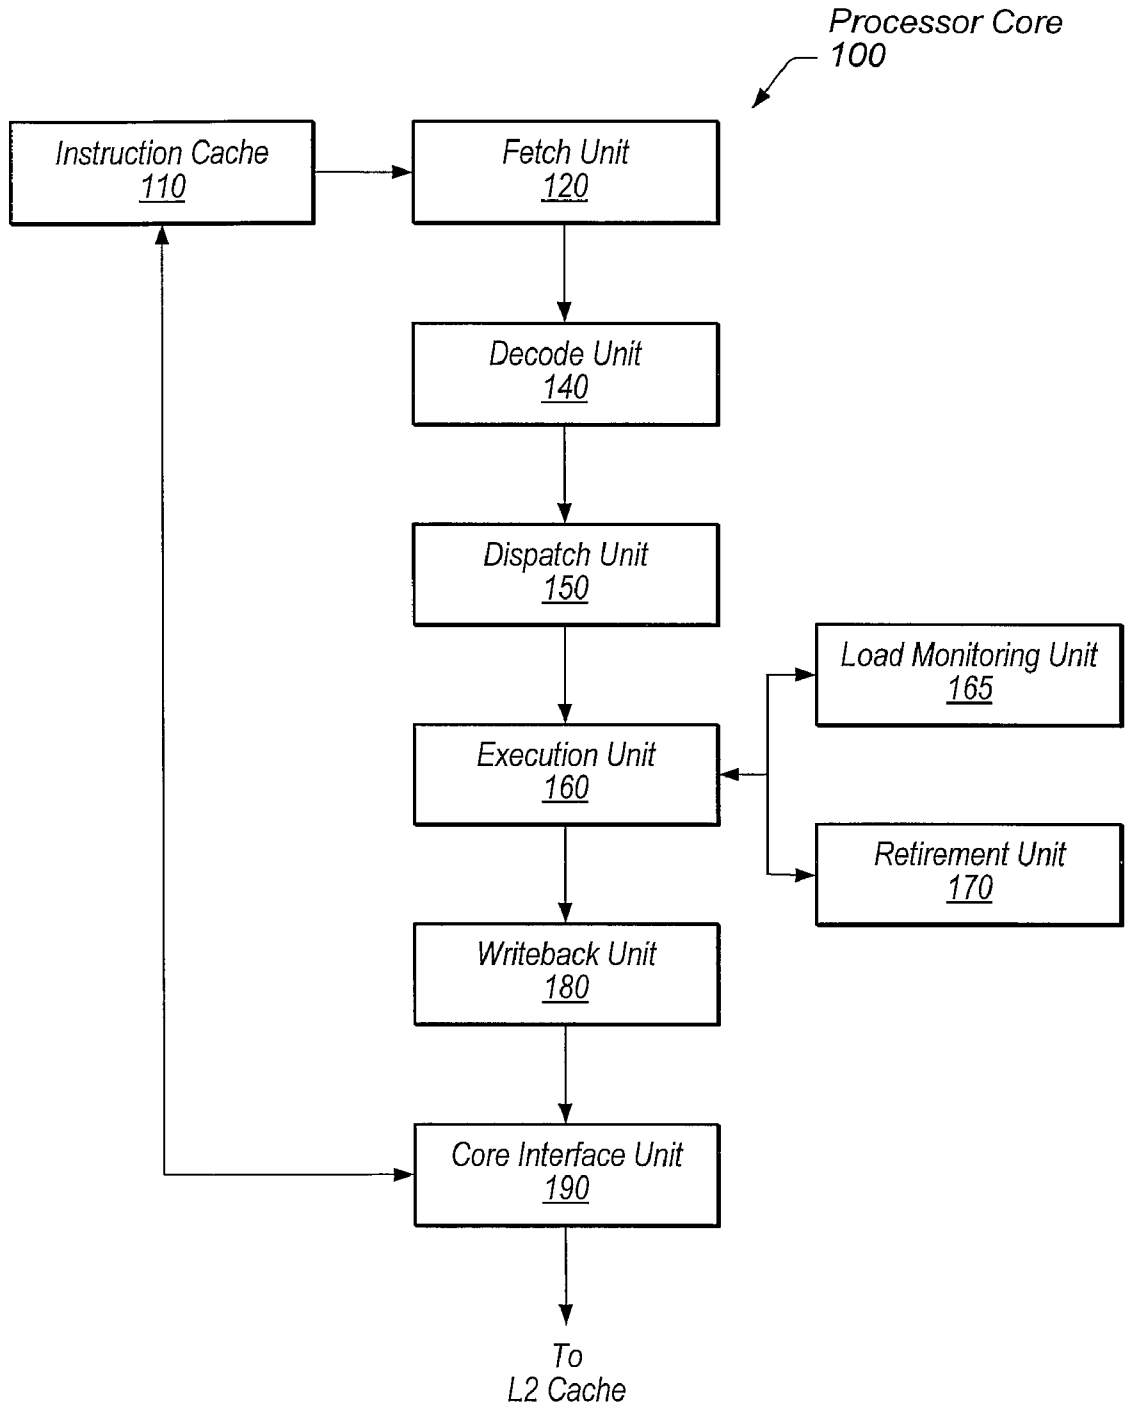 Processor Core
100
Instruction Cache
110
Fetch Unit
120
Decode Unit
140
Dispatch Unit
150
Load Monitoring Unit
165
Execution Unit
160
Retirement Unit
170
Writeback Unit
180
Core Interface Unit
190
To
L2 Cache